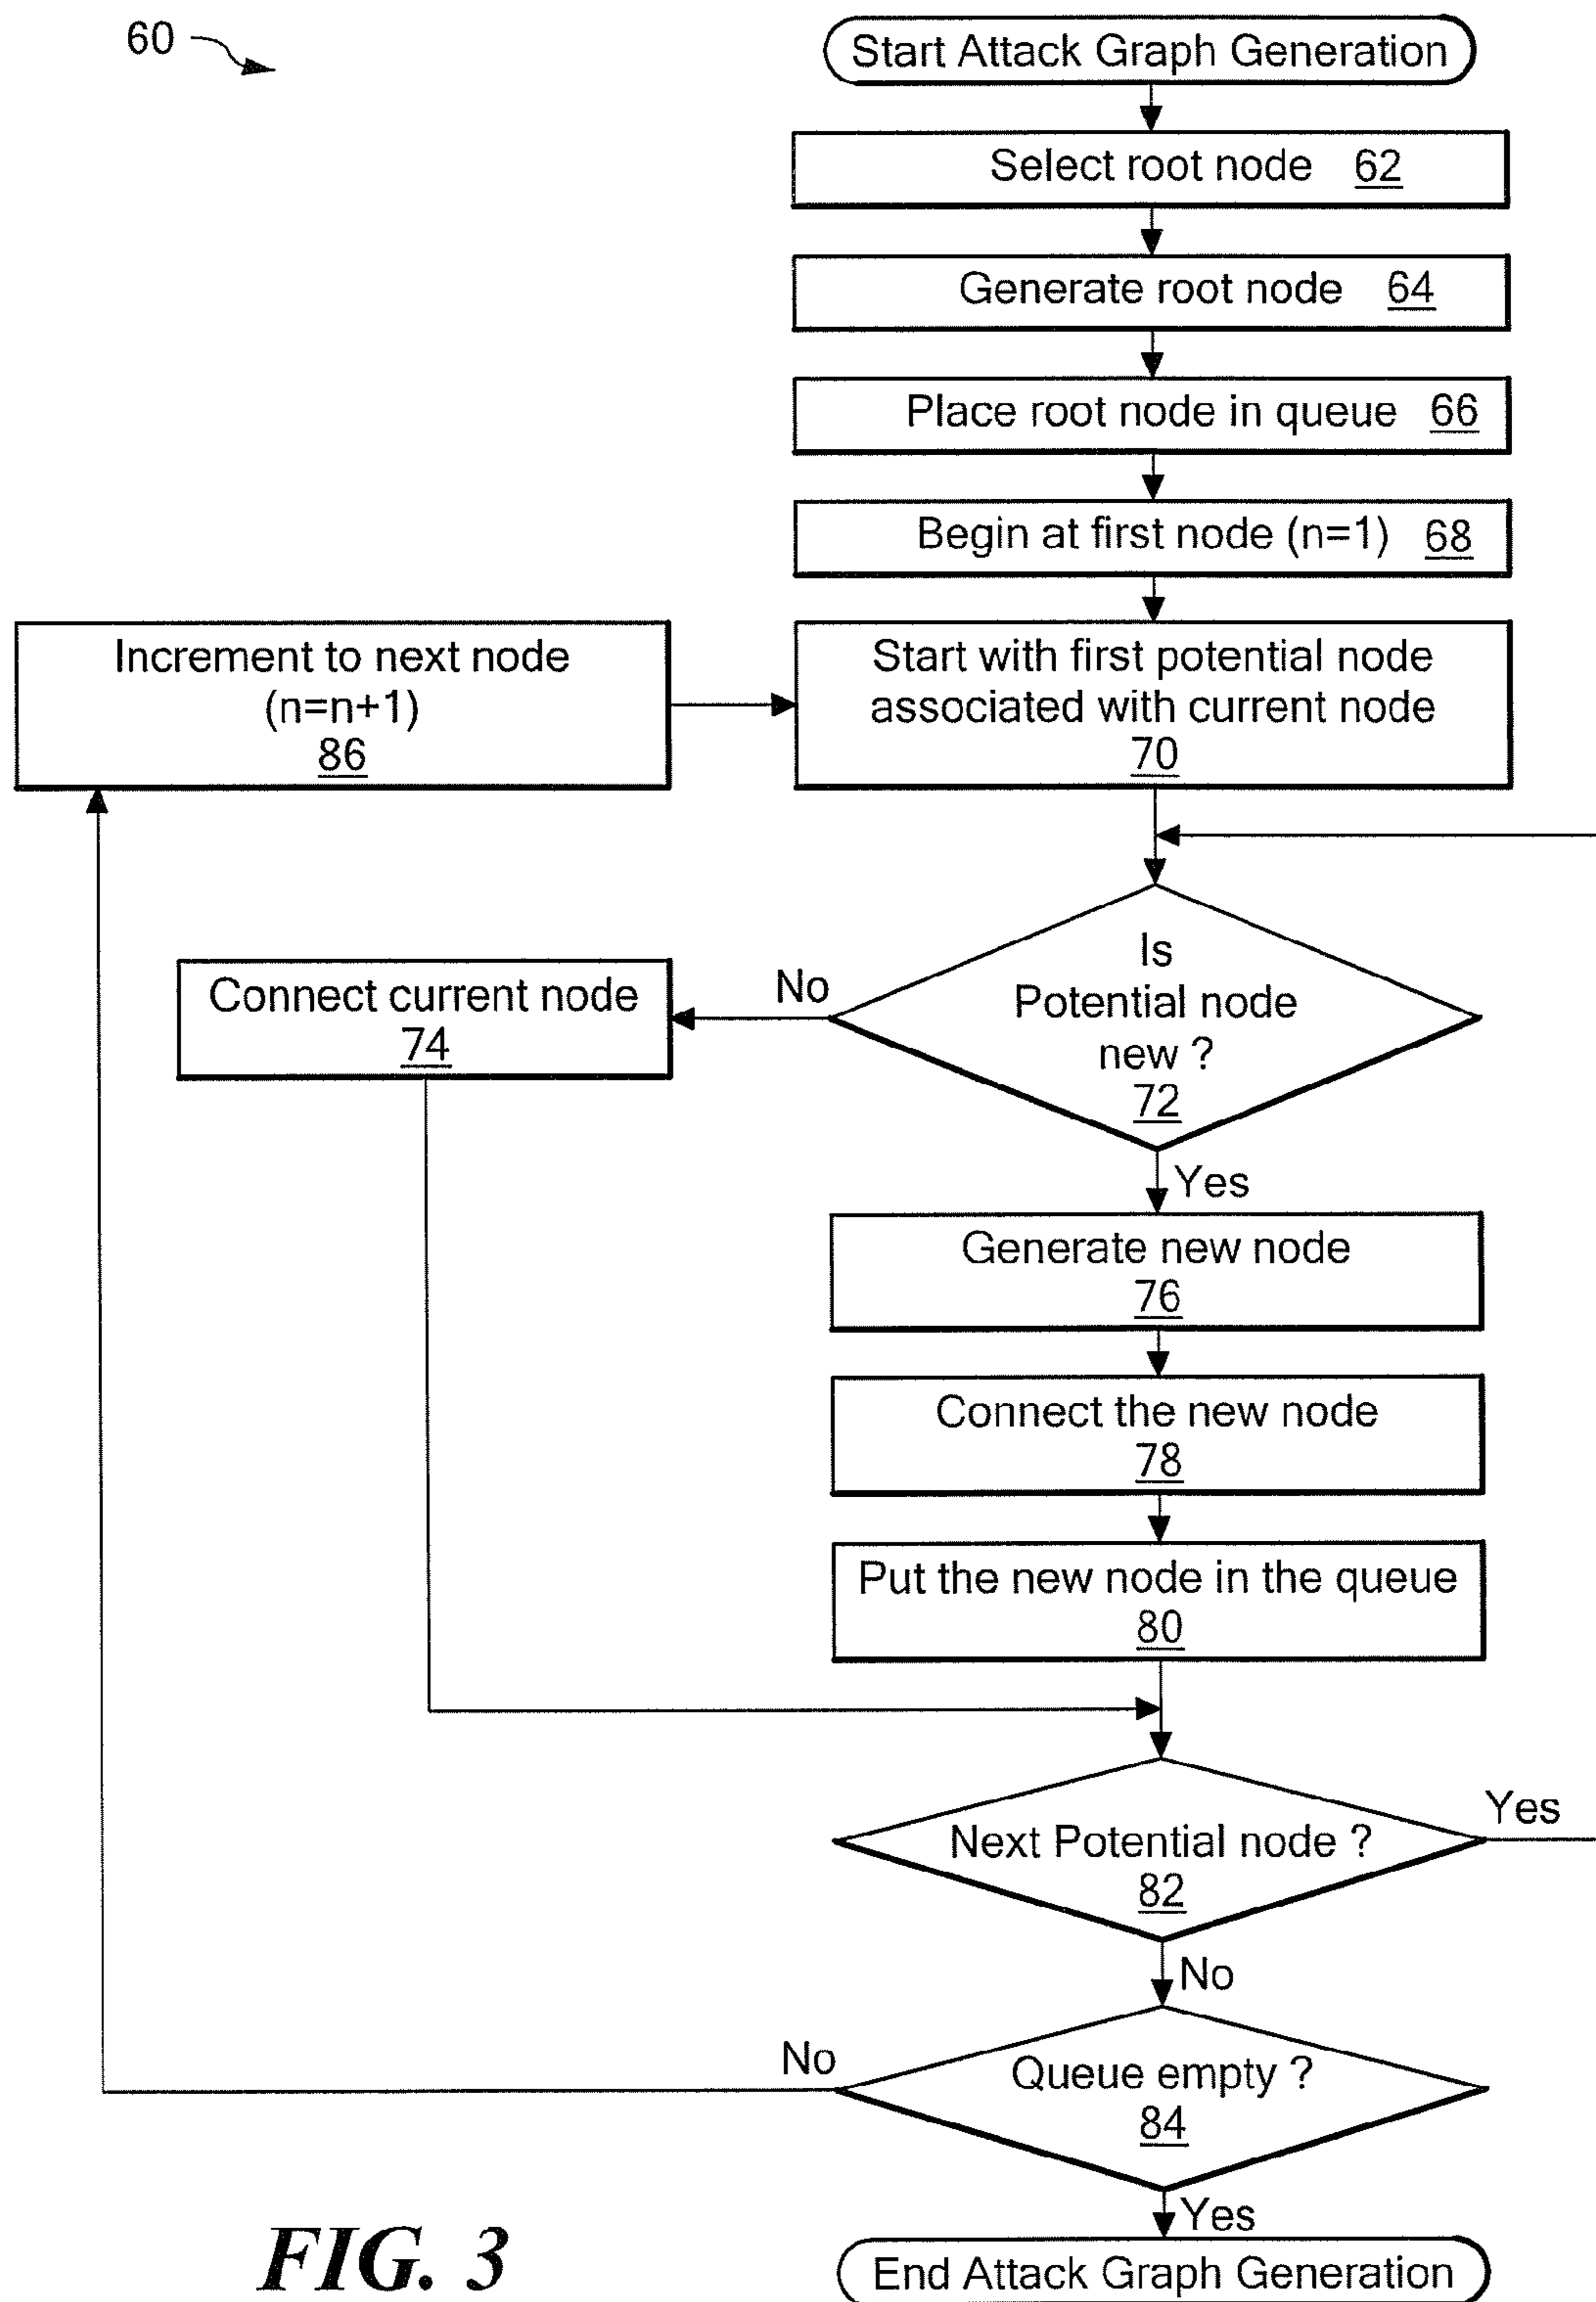 60
Start Attack Graph Generation
Select root node 62
Generate root node 64
Place root node in queue 66
Begin at first node (n=1) 68
Increment to next node
(n=n+1)
86
Start with first potential node
associated with current node
70
Is
Potential node
new ?
72
No
Connect current node
74
Yes
Generate new node
76
Connect the new node
78
Put the new node in the queue
80
Next Potential node ?
82
Yes
No
Queue empty ?
84
No
Yes
End Attack Graph Generation
FIG. 3